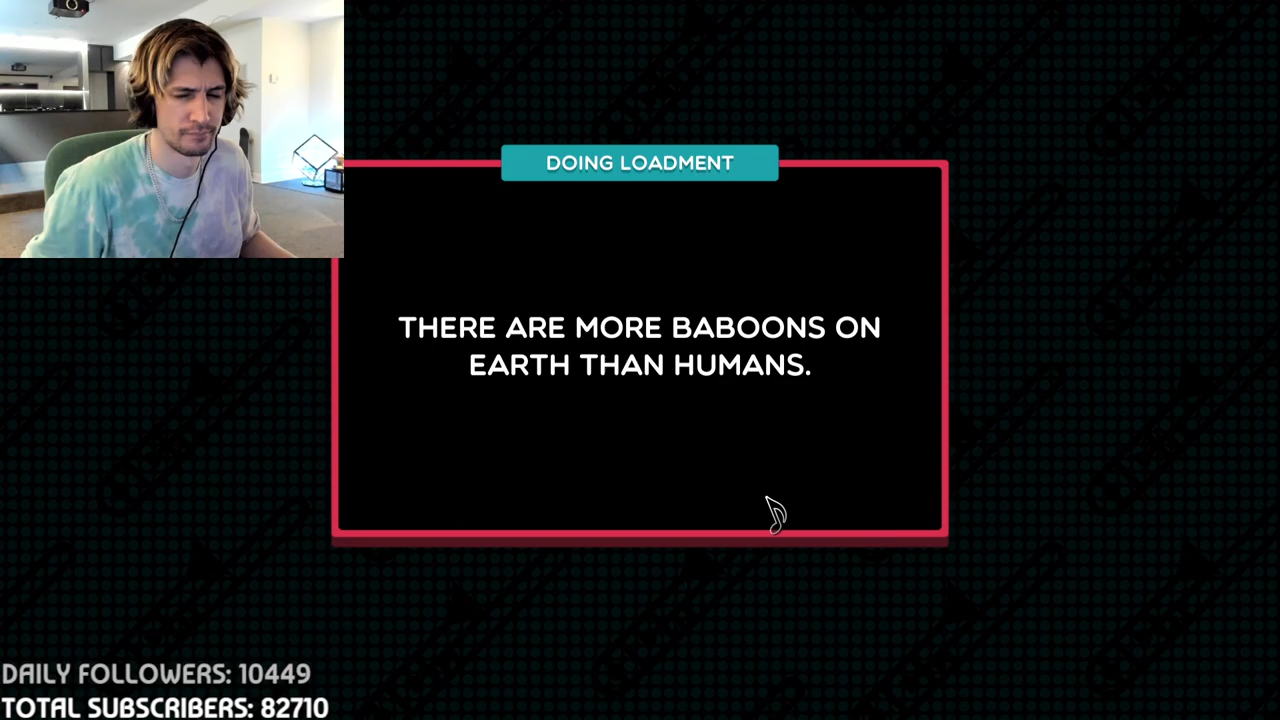 DOING LOADMENT
THERE ARE MORE BABOONS ON
EARTH THAN HUMANS.
DAILY FOLLOWERS: 10449
TOTAL SUBSCRIBERS: 82710